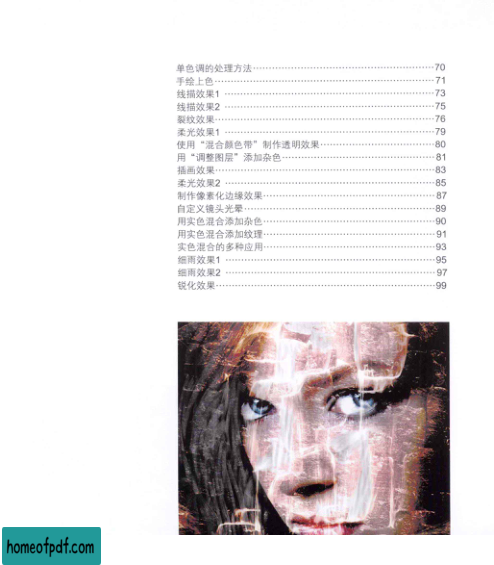 单色调的处理方法························70
手绘上色························71
线描效果1························73
线描效果2························75
裂纹效果························76
柔光效果1························79
使用“混合颜色带”制作透明效果························80
用“调整图层”添加杂色························81
插画效果························83
柔光效果2························85
制作像素化边缘效果························87
自定义镜头光晕························89
用实色混合添加杂色························90
用实色混合添加纹理························91
实色混合的多种应用························93
细雨效果1························95
细雨效果2························97
锐化效果························99
homeofpdf.com